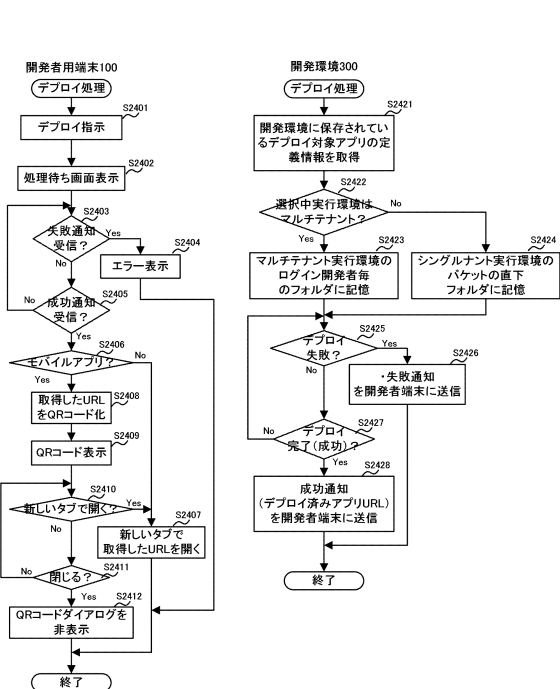 開発者用端末100
デプロイ処理
S2401
デプロイ指示
S2402
処理待ち画面表示
S2403
失敗通知
受信？
Yes
No
S2404
エラー表示
S2405
成功通知
受信？
No
Yes
S2406
モバイルアプリ？
No
Yes
S2408
取得したURL
をQRコード化
S2409
QRコード表示
S2410
新しいタブで開く？
Yes
No
S2407
新しいタブで
取得したURLを開く
S2411
閉じる？
No
Yes
S2412
QRコードダイアログを
非表示
終了
開発環境300
デプロイ処理
S2421
開発環境に保存されてい
るデプロイ対象アプリの定
義情報を取得
S2422
選択中実行環境は
マルチテナント？
No
Yes
S2423
マルチテナント実行環境の
ログイン開発者毎
のフォルダに記憶
S2424
シングルナント実行環境の
バケットの直下
フォルダに記憶
S2425
デプロイ
失敗？
Yes
No
S2426
・失敗通知
を開発者端末に送信
S2427
デプロイ
完了(成功)？
No
Yes
S2428
成功通知
(デプロイ済みアプリURL)
を開発者端末に送信
終了